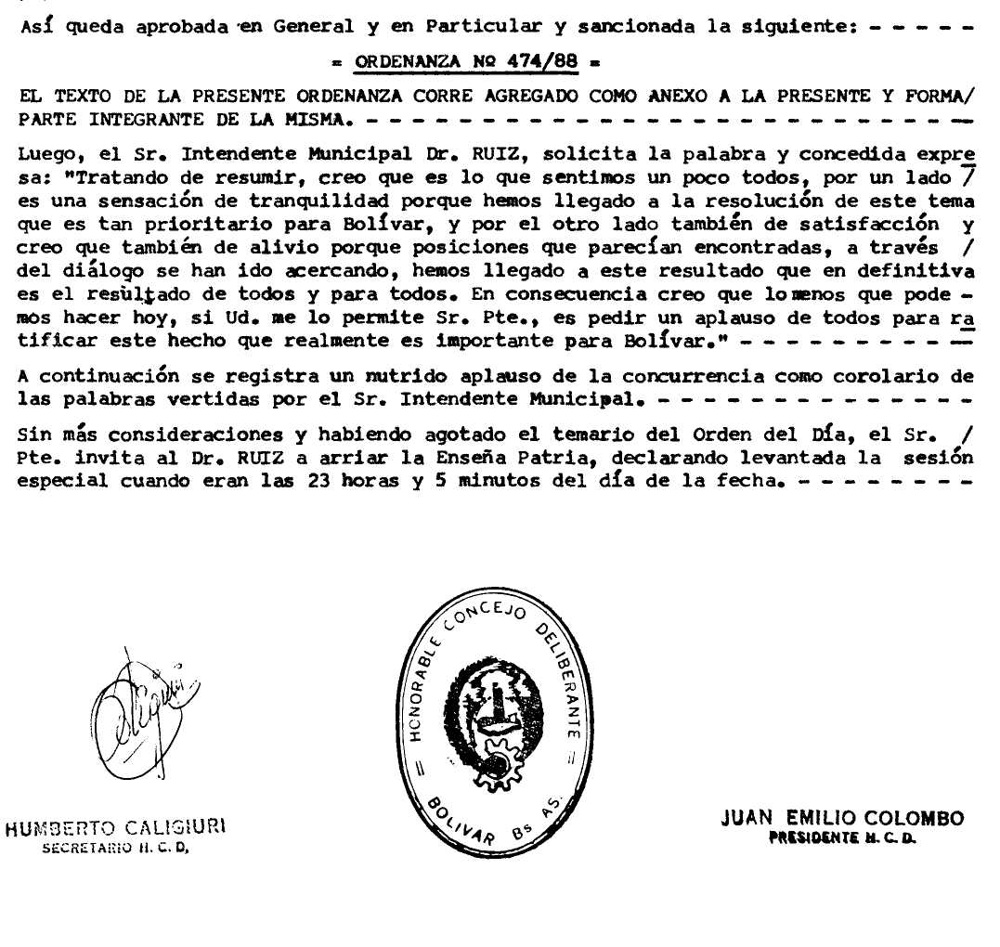 Así queda aprobada en General y en Particular y sancionada la siguiente: - - - - -
= ORDENANZA Nº 474/88 =
EL TEXTO DE LA PRESENTE ORDENANZA CORRE AGREGADO COMO ANEXO A LA PRESENTE Y FORMA/
PARTE INTEGRANTE DE LA MISMA. - - - - - - - - - - - - - - - - - - - - - - - - - -
Luego, el Sr. Intendente Municipal Dr. RUIZ, solicita la palabra y concedida expre
sa: "Tratando de resumir, creo que es lo que sentimos un poco todos, por un lado /
es una sensación de tranquilidad porque hemos llegado a la resolución de este tema
que es tan prioritario para Bolívar, y por el otro lado también de satisfacción y
creo que también de alivio porque posiciones que parecían encontradas, a través /
del diálogo se han ido acercando, hemos llegado a este resultado que en definitiva
es el resultado de todos y para todos. En consecuencia creo que lo menos que pode -
mos hacer hoy, si Ud. me lo permite Sr. Pte., es pedir un aplauso de todos para ra
tificar este hecho que realmente es importante para Bolívar." - - - - - - - - - - -
A continuación se registra un nutrido aplauso de la concurrencia como corolario de
las palabras vertidas por el Sr. Intendente Municipal. - - - - - - - - - - - - - -
Sin más consideraciones y habiendo agotado el temario del Orden del Día, el Sr. /
Pte. invita al Dr. RUIZ a arriar la Enseña Patria, declarando levantada la sesión
especial cuando eran las 23 horas y 5 minutos del día de la fecha. - - - - - - - -
= HONORABLE CONCEJO DELIBERANTE =
BOLIVAR Bs AS.
HUMBERTO CALIGIURI
SECRETARIO H. C. D,
JUAN EMILIO COLOMBO
PRESIDENTE H. C. D.